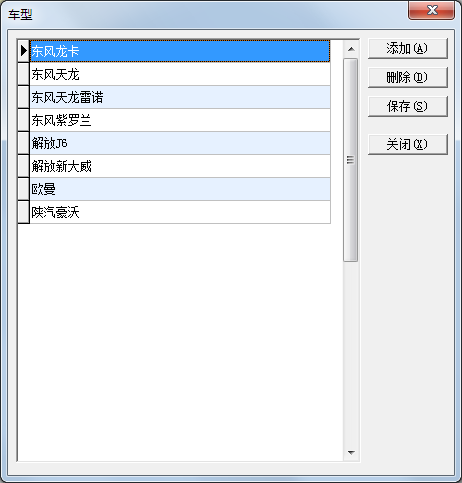 车型
东风龙卡
东风天龙
东风天龙雷诺
东风紫罗兰
解放J6
解放新大威
欧曼
陕汽豪沃
添加(A)
删除(D)
保存(S)
关闭(X)